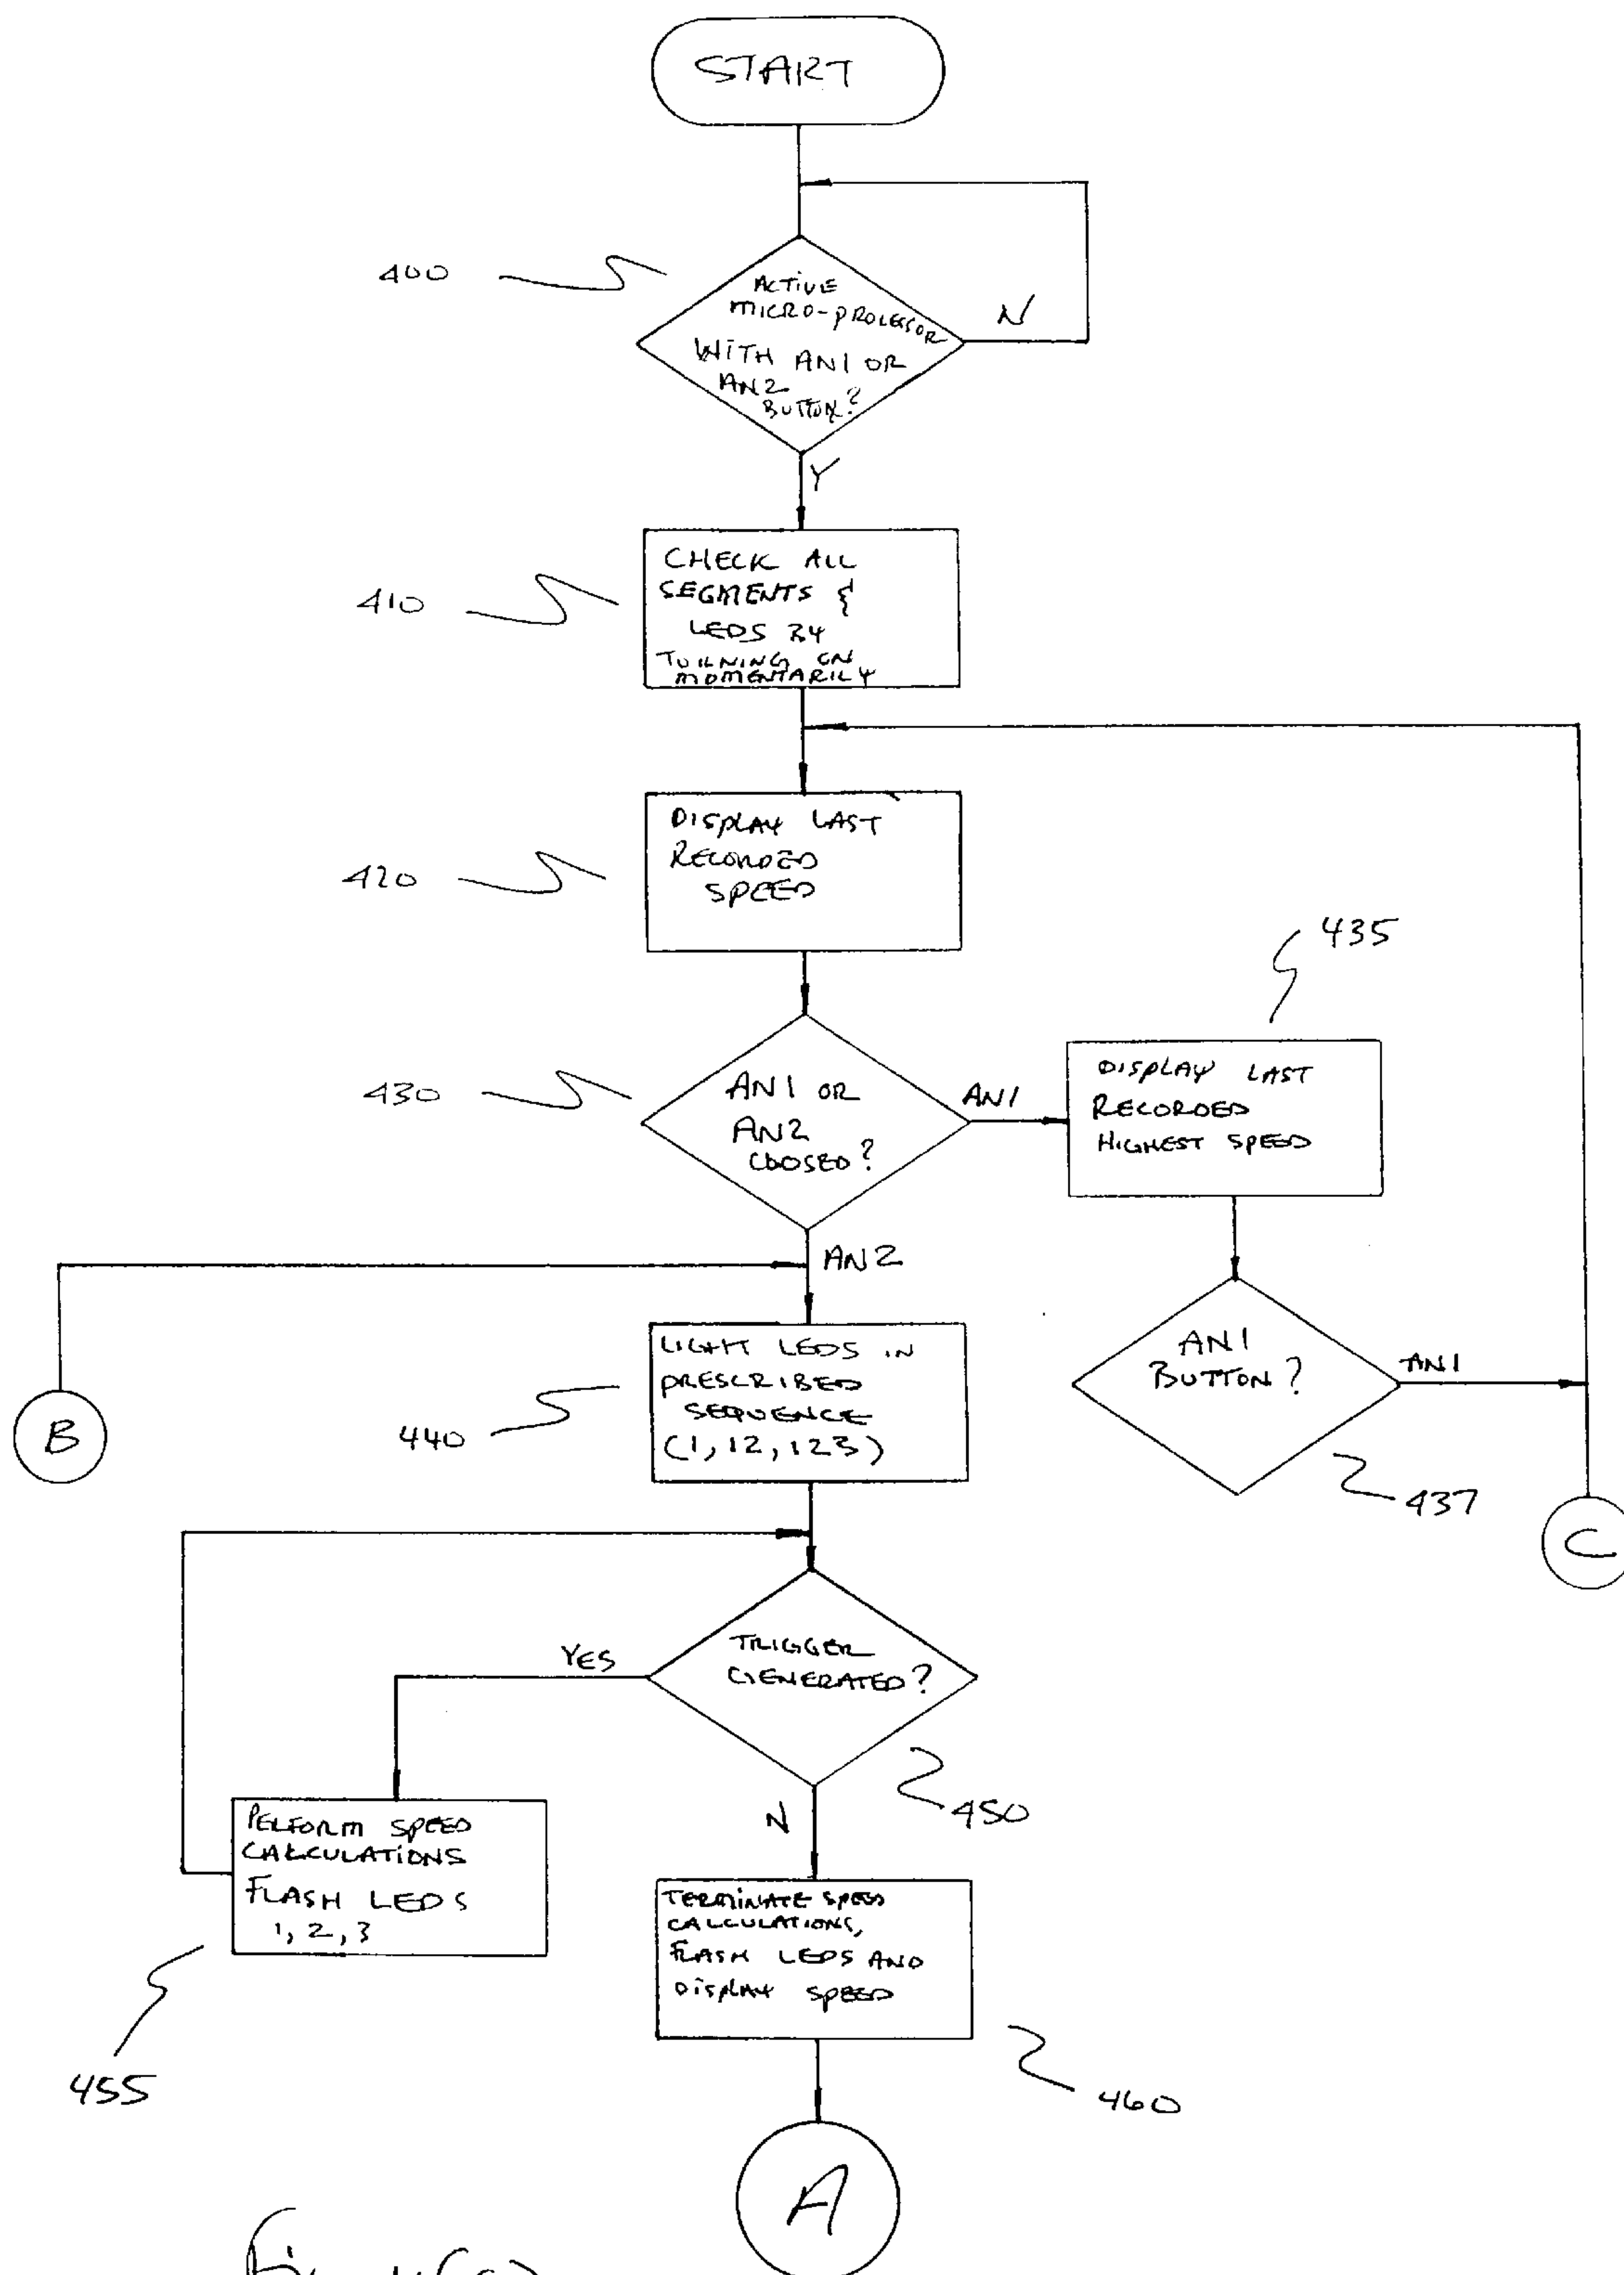 START
400
ACTIVE
MICRO-PROCESSOR
N
WITH AN1 OR
AN2
BUTTON?
Y
CHECK ALL
SEGMENTS &
410
LEDS BY
TURNING ON
MOMENTARILY
DISPLAY LAST
RECORDED
SPEED
420
435
430
AN1 OR
AN2
CLOSED?
AN1
DISPLAY LAST
RECORDED
HIGHEST SPEED
AN2
B
LIGHT LEDS IN
PRESCRIBED
SEQUENCE
(1, 12, 123)
440
AN1
BUTTON?
AN1
437
C
TRIGGER
GENERATED?
YES
450
N
PERFORM SPEED
CALCULATIONS
FLASH LEDS
1, 2, 3
455
TERMINATE SPEED
CALCULATIONS,
FLASH LEDS AND
DISPLAY SPEED
460
A